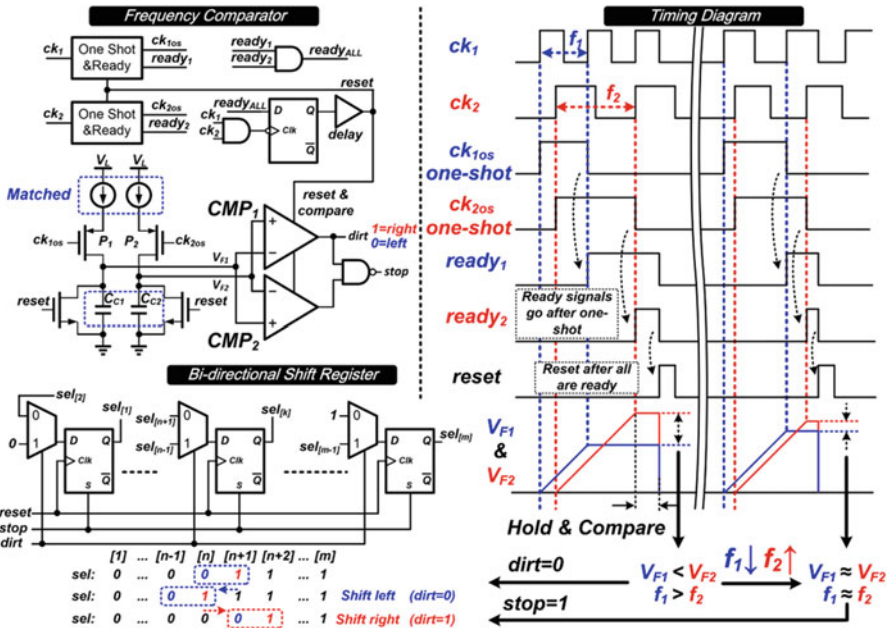 Frequency Comparator
ck1
One Shot
&Ready
ck1os
ready1
ready1
ready2
readyALL
reset
ck2
One Shot
&Ready
ck2os
ready2
readyALL
ck1
ck2
D
Q
Clk
Q
delay
VL
VL
Matched
CMP1
reset &
compare
ck1os
P1
P2
ck2os
VF1
VF2
dirt
1=right
0=left
stop
reset
CC1
CC2
reset
CMP2
Bi-directional Shift Register
sel[2]
0
1
0
sel[1]
D
Q
Clk
Q
S
sel[n+1]
sel[n-1]
0
1
sel[k]
D
Q
Clk
Q
S
1
sel[m-1]
0
1
sel[m]
D
Q
Clk
Q
S
reset
stop
dirt
[1] ... [n-1] [n] [n+1] [n+2] ... [m]
sel: 0 ... 0 0 1 1 ... 1
sel: 0 ... 0 1 1 1 ... 1 Shift left (dirt=0)
sel: 0 ... 0 0 0 1 ... 1 Shift right (dirt=1)
Timing Diagram
ck1
f1
ck2
f2
ck1os
one-shot
ck2os
one-shot
ready1
ready2
Ready signals
go after one-
shot
reset
Reset after all
are ready
VF1
&
VF2
Hold & Compare
dirt=0
VF1 < VF2
f1 > f2
f1↓ f2↑
VF1 ≈ VF2
f1 ≈ f2
stop=1